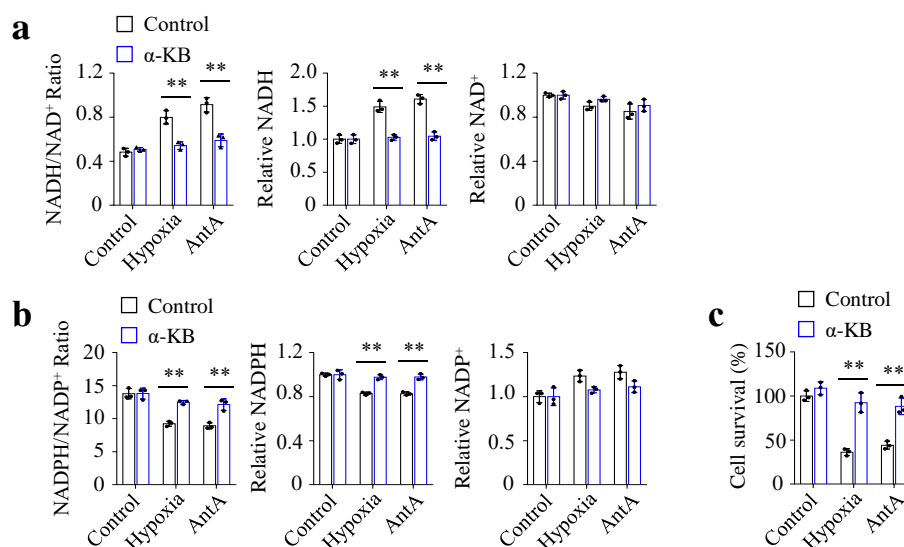 a
Control
α-KB
NADH/NAD⁺ Ratio
1.2
0.8
0.4
0
** **
Control Hypoxia AntA
Relative NADH
2.0
1.5
1.0
0.5
0
** **
Control Hypoxia AntA
Relative NAD⁺
1.2
0.8
0.4
0
Control Hypoxia AntA
b
Control
α-KB
NADPH/NADP⁺ Ratio
20
15
10
5
0
** **
Control Hypoxia AntA
Relative NADPH
1.2
0.8
0.4
0
** **
Control Hypoxia AntA
Relative NADP⁺
1.5
1.0
0.5
0
Control Hypoxia AntA
c
Control
α-KB
Cell survival (%)
150
100
50
0
** **
Control Hypoxia AntA